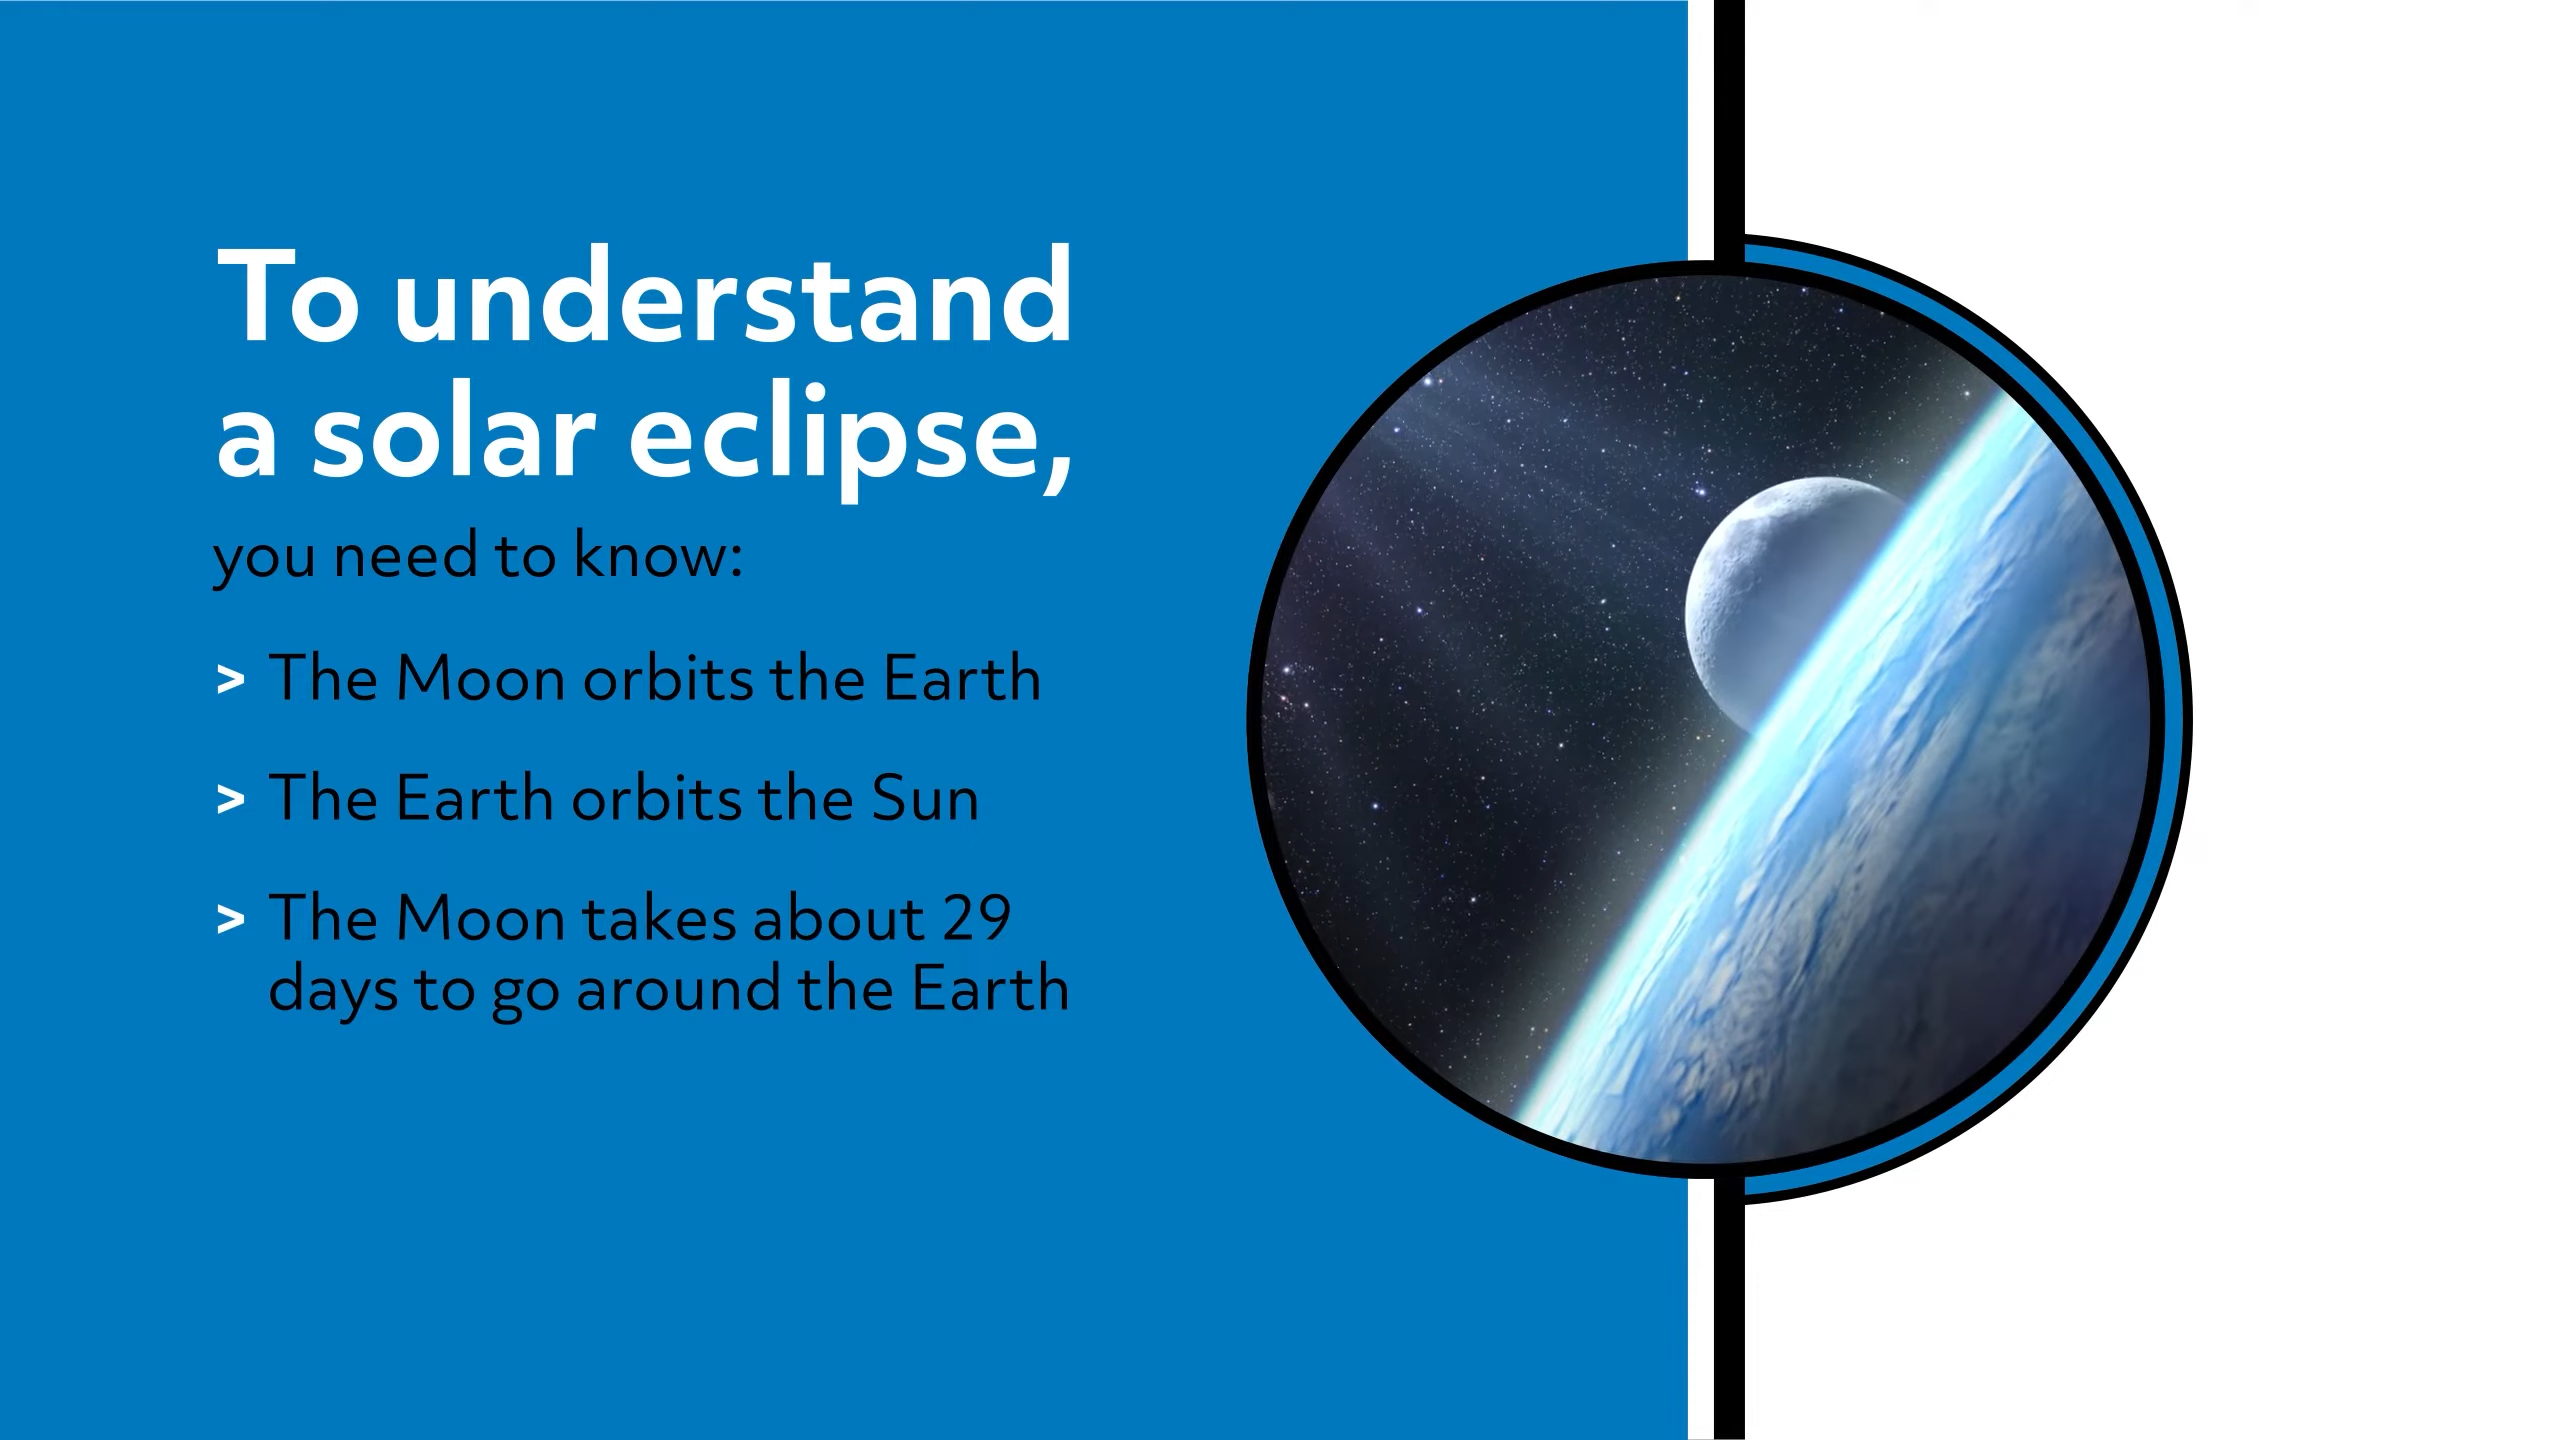 To understand
a solar eclipse,
you need to know:
> The Moon orbits the Earth
> The Earth orbits the Sun
> The Moon takes about 29
days to go around the Earth